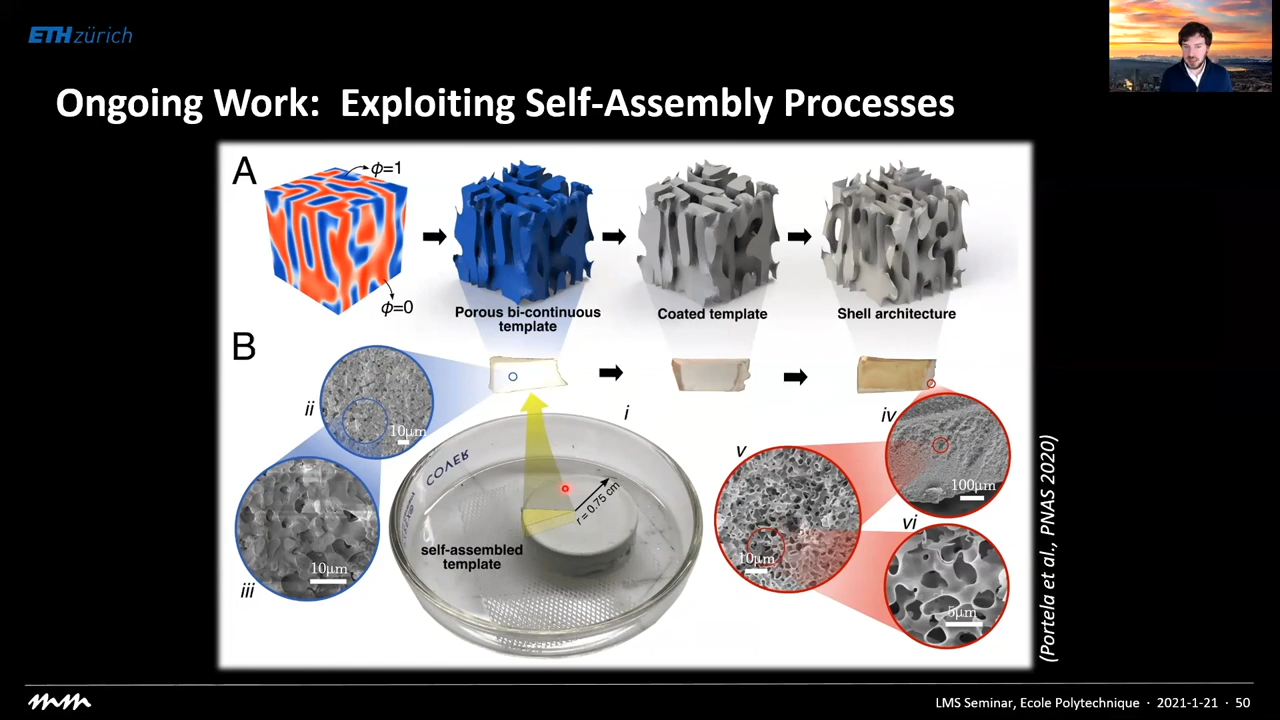 ETH zürich
Ongoing Work: Exploiting Self-Assembly Processes
A
ϕ=1
ϕ=0
Porous bi-continuous
template
Coated template
Shell architecture
B
i
ii
10μm
iii
10μm
COVER
r = 0.75 cm
self-assembled
template
iv
100μm
v
10μm
vi
5μm
(Portela et al., PNAS 2020)
LMS Seminar, Ecole Polytechnique · 2021-1-21 · 50